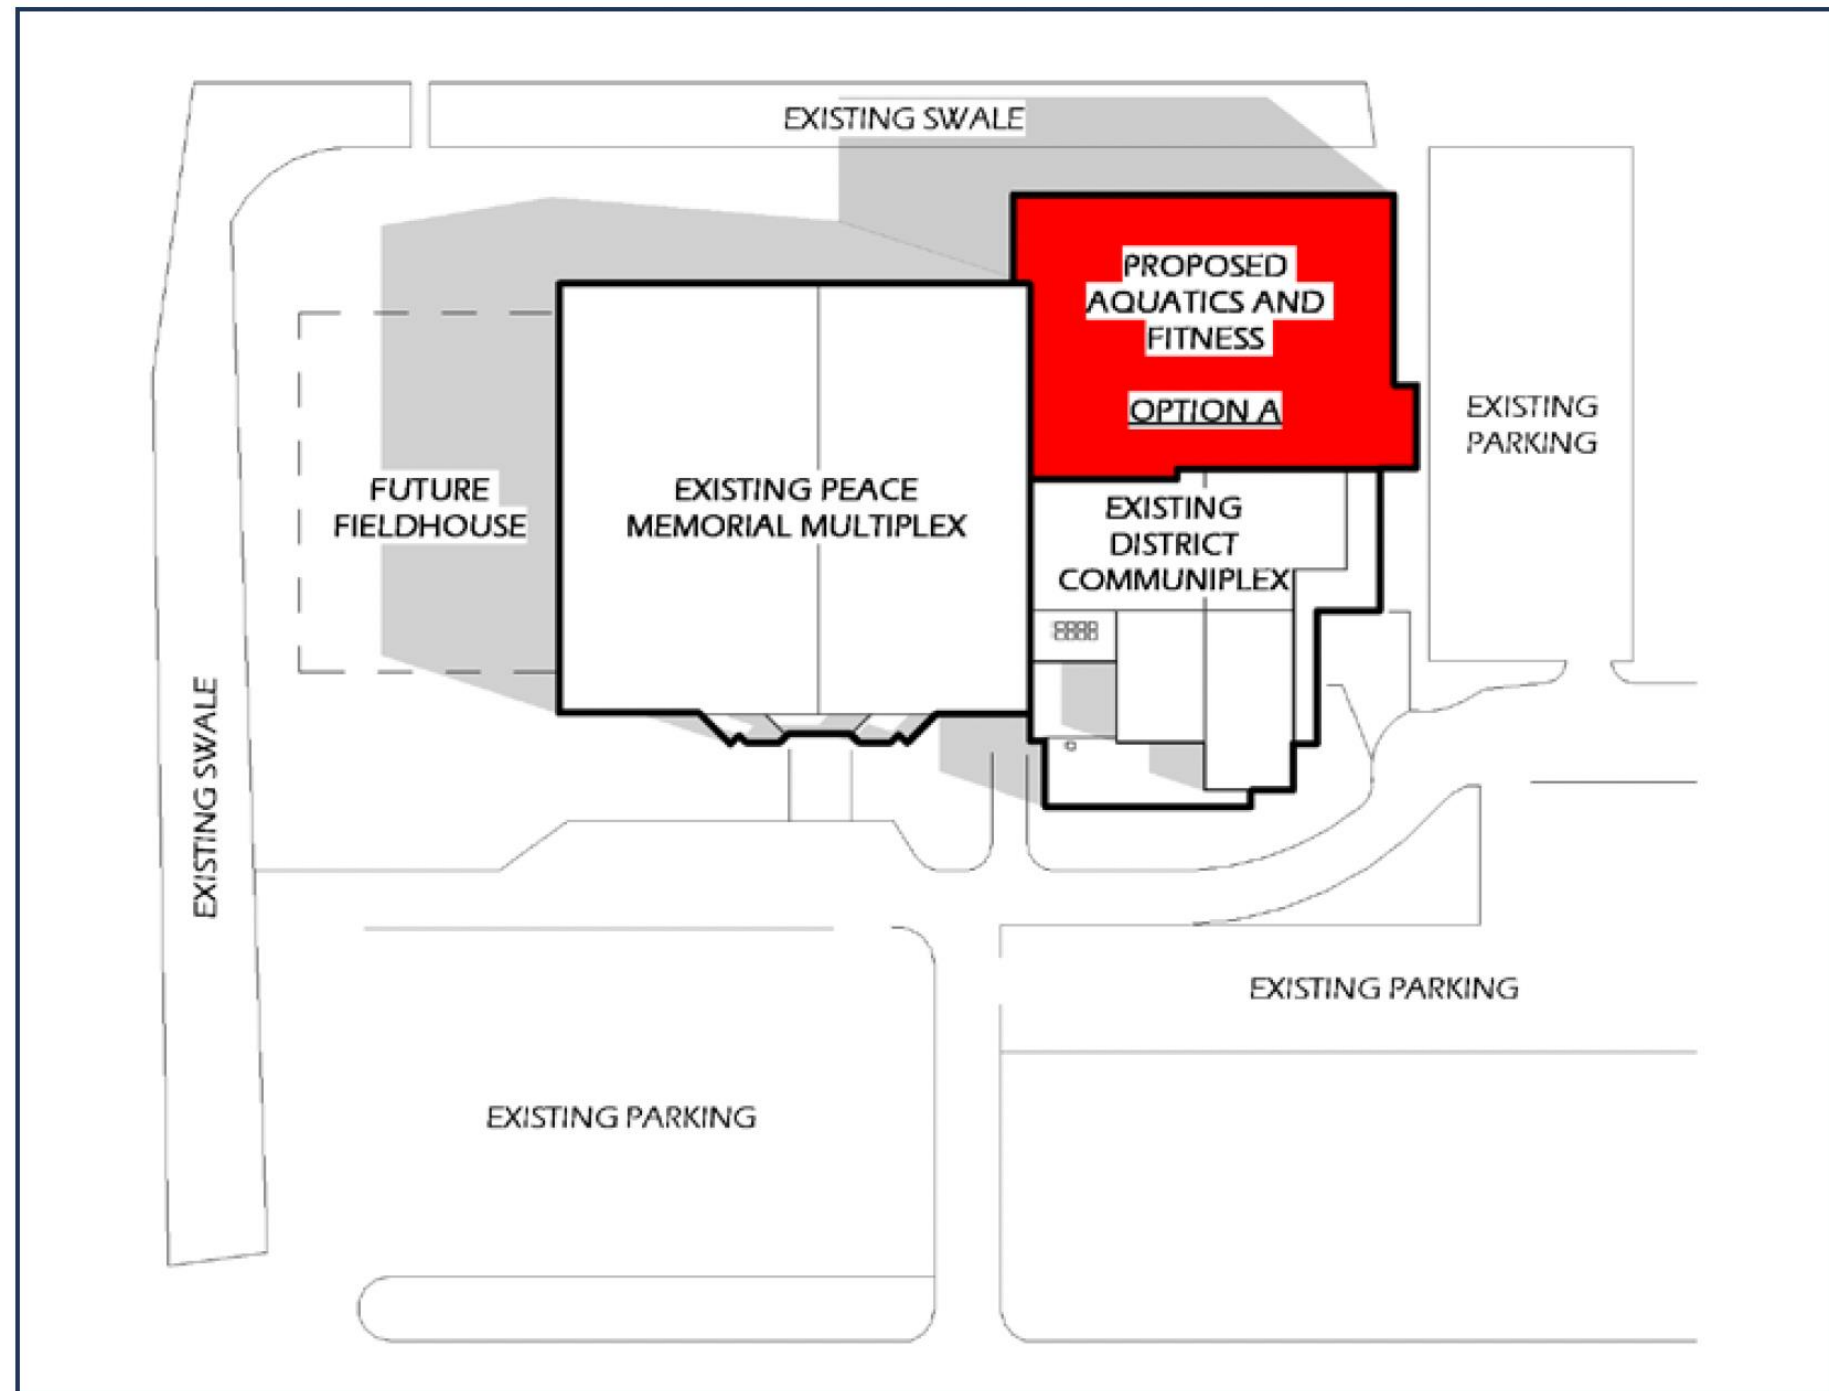 EXISTING SWALE
PROPOSED
AQUATICS AND
FITNESS
OPTION A
EXISTING
PARKING
FUTURE
FIELDHOUSE
EXISTING PEACE
MEMORIAL MULTIPLEX
EXISTING
DISTRICT
COMMUNIPLEX
EXISTING SWALE
EXISTING PARKING
EXISTING PARKING